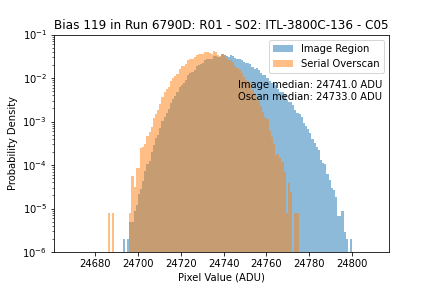 Bias 119 in Run 6790D: R01 - S02: ITL-3800C-136 - C05
Image Region
Serial Overscan
Image median: 24741.0 ADU
Oscan median: 24733.0 ADU
Probability Density
10⁻¹
10⁻²
10⁻³
10⁻⁴
10⁻⁵
10⁻⁶
24680 24700 24720 24740 24760 24780 24800
Pixel Value (ADU)